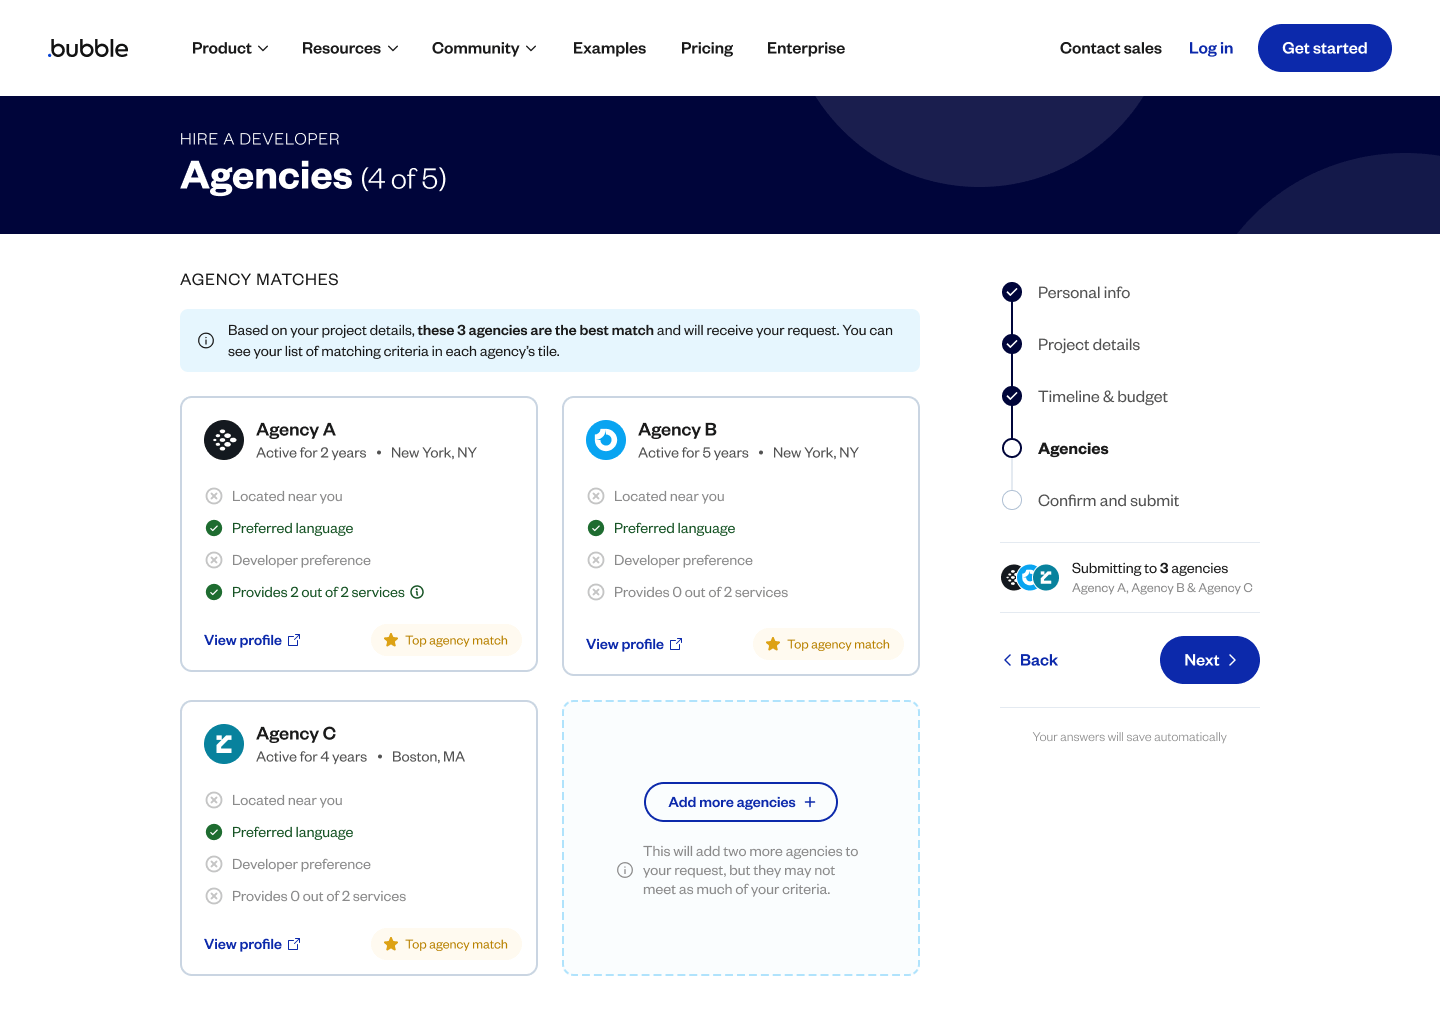 .bubble
Product
Resources
Community
Examples
Pricing
Enterprise
Contact sales
Log in
Get started
HIRE A DEVELOPER
Agencies (4 of 5)
AGENCY MATCHES
Based on your project details, these 3 agencies are the best match and will receive your request. You can
see your list of matching criteria in each agency's tile.
Agency A
Active for 2 years • New York, NY
Located near you
Preferred language
Developer preference
Provides 2 out of 2 services
View profile
Top agency match
Agency B
Active for 5 years • New York, NY
Located near you
Preferred language
Developer preference
Provides 0 out of 2 services
View profile
Top agency match
Agency C
Active for 4 years • Boston, MA
Located near you
Preferred language
Developer preference
Provides 0 out of 2 services
View profile
Top agency match
Add more agencies +
This will add two more agencies to
your request, but they may not
meet as much of your criteria.
Personal info
Project details
Timeline & budget
Agencies
Confirm and submit
Submitting to 3 agencies
Agency A, Agency B & Agency C
Back
Next
Your answers will save automatically